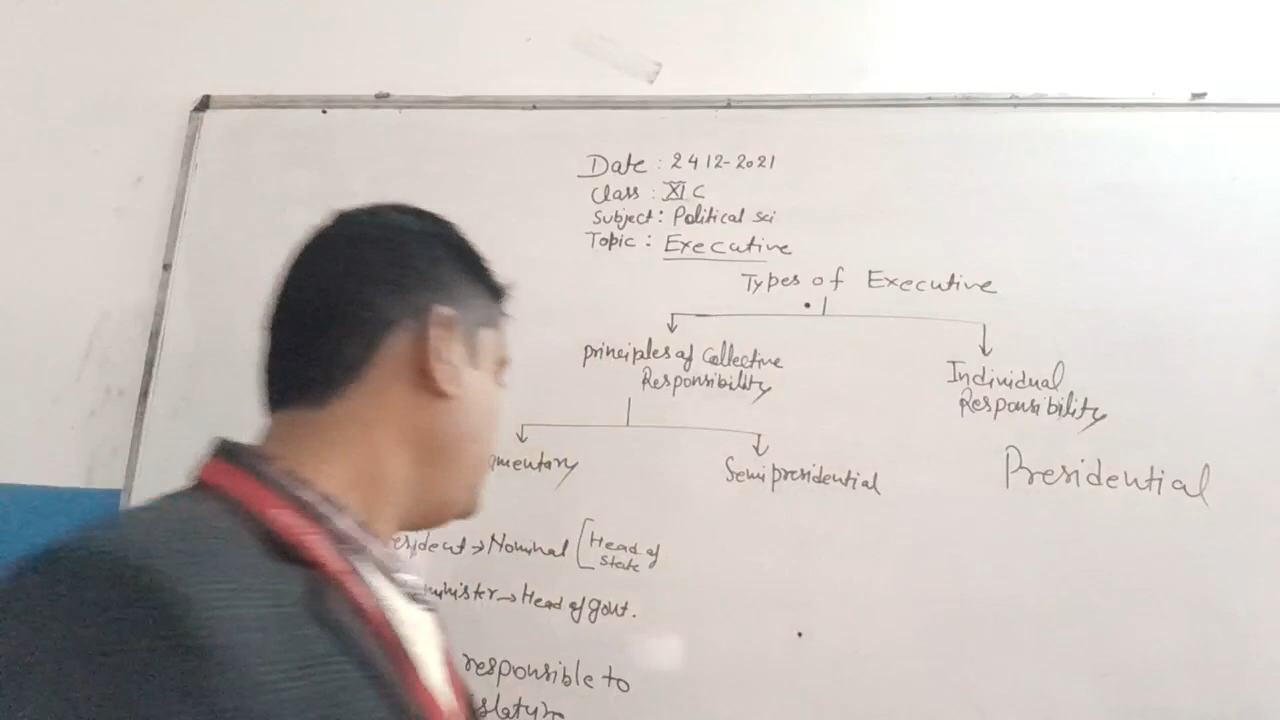 Date : 24 12-2021
Class : XI C
Subject: Political sci
Topic : Executive
Types of Executive
principles of Collective
Responsibility
Individual
Responsibility
Semi presidential
Presidential
→ Nominal [Head of
State
→ Head of govt.
responsible to